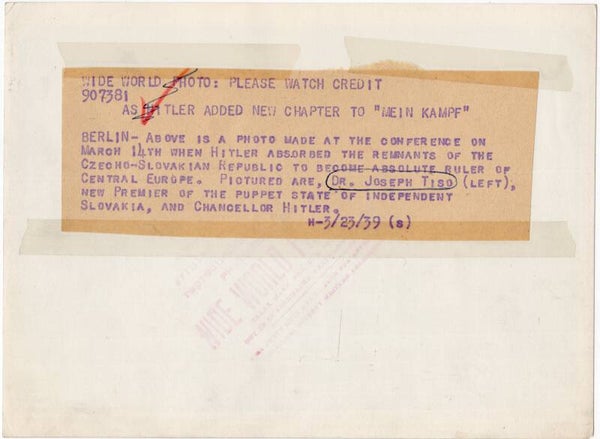 WIDE WORLD PHOTO: PLEASE WATCH CREDIT
907381
AS HITLER ADDED NEW CHAPTER TO "MEIN KAMPF"
BERLIN- ABOVE IS A PHOTO MADE AT THE CONFERENCE ON
MARCH 14TH WHEN HITLER ABSORBED THE REMNANTS OF THE
CZECHO-SLOVAKIAN REPUBLIC TO BECOME ABSOLUTE RULER OF
CENTRAL EUROPE. PICTURED ARE, DR. JOSEPH TISO (LEFT),
NEW PREMIER OF THE PUPPET STATE OF INDEPENDENT
SLOVAKIA, AND CHANCELLOR HITLER.
H-3/23/39 (S)
WIDE WORLD